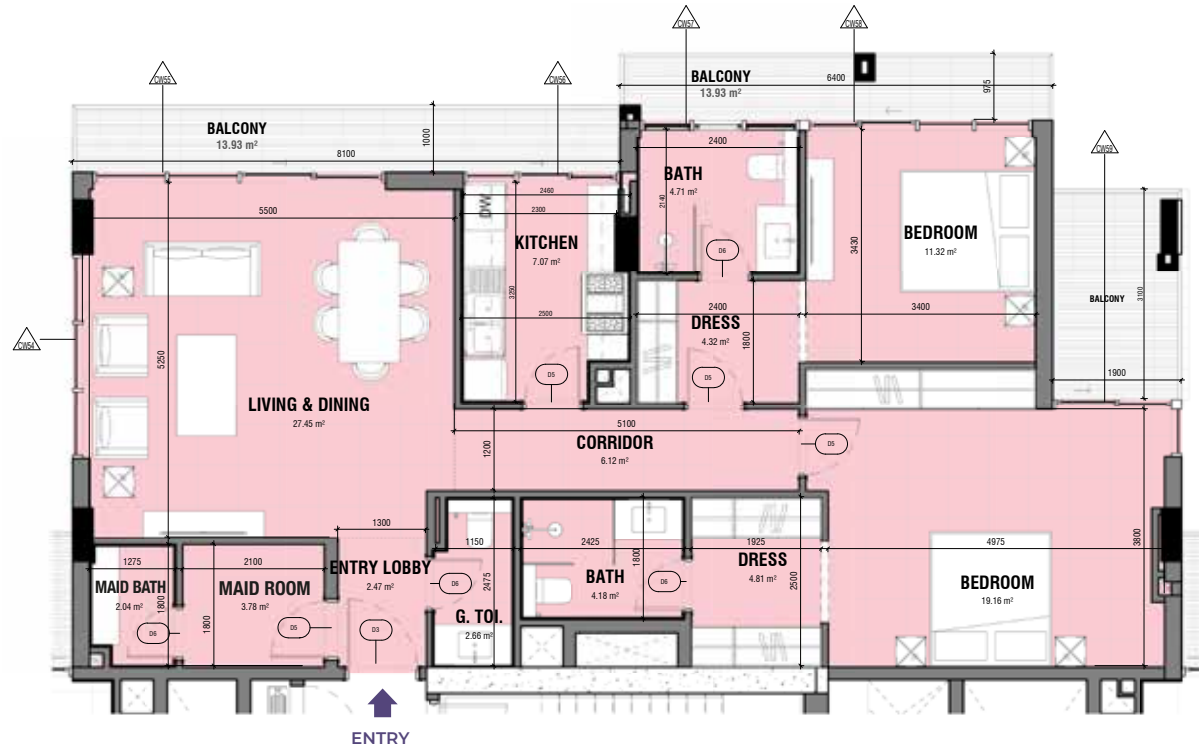 CW57
CW58
BALCONY
13.93 m²
6400
975
CW55
CW56
BALCONY
13.93 m²
1000
8100
CW59
2400
BATH
4.71 m²
2140
2460
2300
DW
5500
KITCHEN
7.07 m²
3250
2500
D6
3430
BEDROOM
11.32 m²
3100
BALCONY
2400
DRESS
4.32 m²
1800
3400
CW54
5250
D5
D5
1900
LIVING & DINING
27.45 m²
5100
CORRIDOR
6.12 m²
1200
D5
1300
1150
2425
1925
4975
3800
1275
2100
MAID BATH
2.04 m²
1800
MAID ROOM
3.78 m²
1800
ENTRY LOBBY
2.47 m²
D6
2475
G. TOI.
2.66 m²
BATH
4.18 m²
1800
D6
DRESS
4.81 m²
2500
BEDROOM
19.16 m²
D6
D5
D3
ENTRY